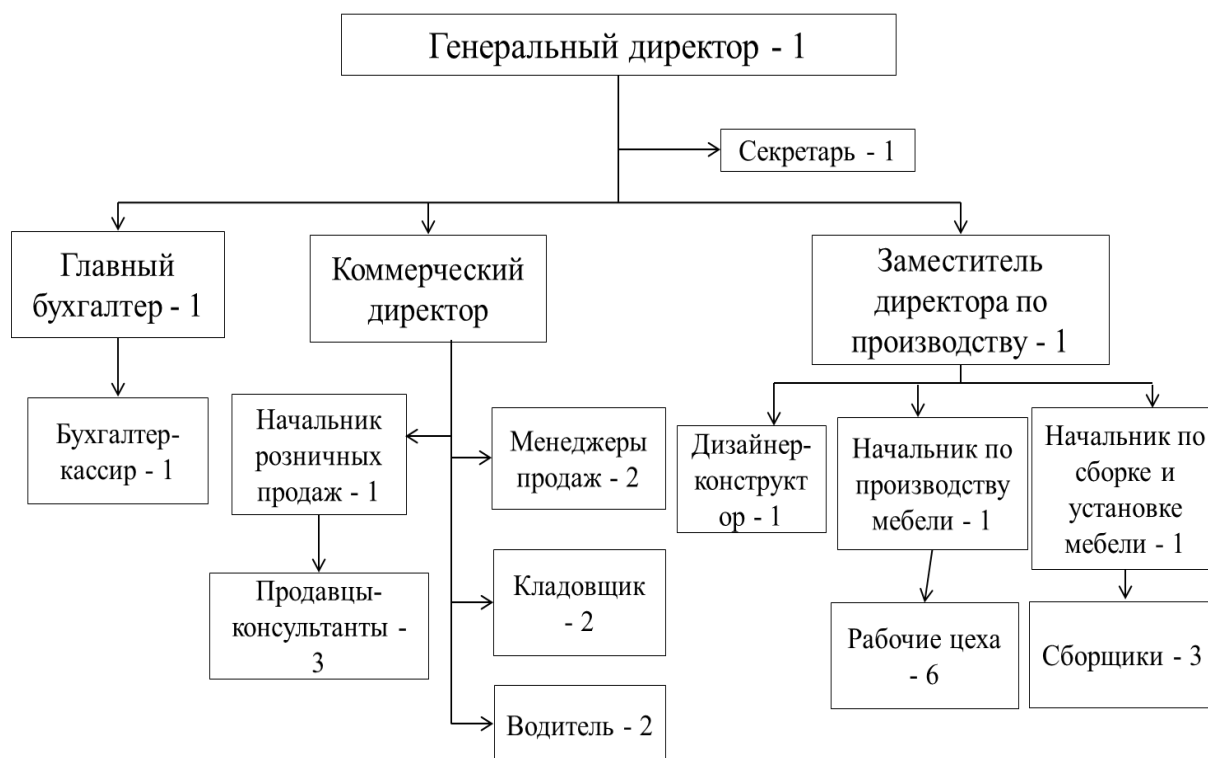 Генеральный директор - 1
Секретарь - 1
Главный
бухгалтер - 1
Коммерческий
директор
Заместитель
директора по
производству - 1
Бухгалтер-
кассир - 1
Начальник
розничных
продаж - 1
Менеджеры
продаж - 2
Дизайнер-
конструкт
ор - 1
Начальник по
производству
мебели - 1
Начальник по
сборке и
установке
мебели - 1
Продавцы-
консультанты -
3
Кладовщик
- 2
Рабочие цеха
- 6
Сборщики - 3
Водитель - 2